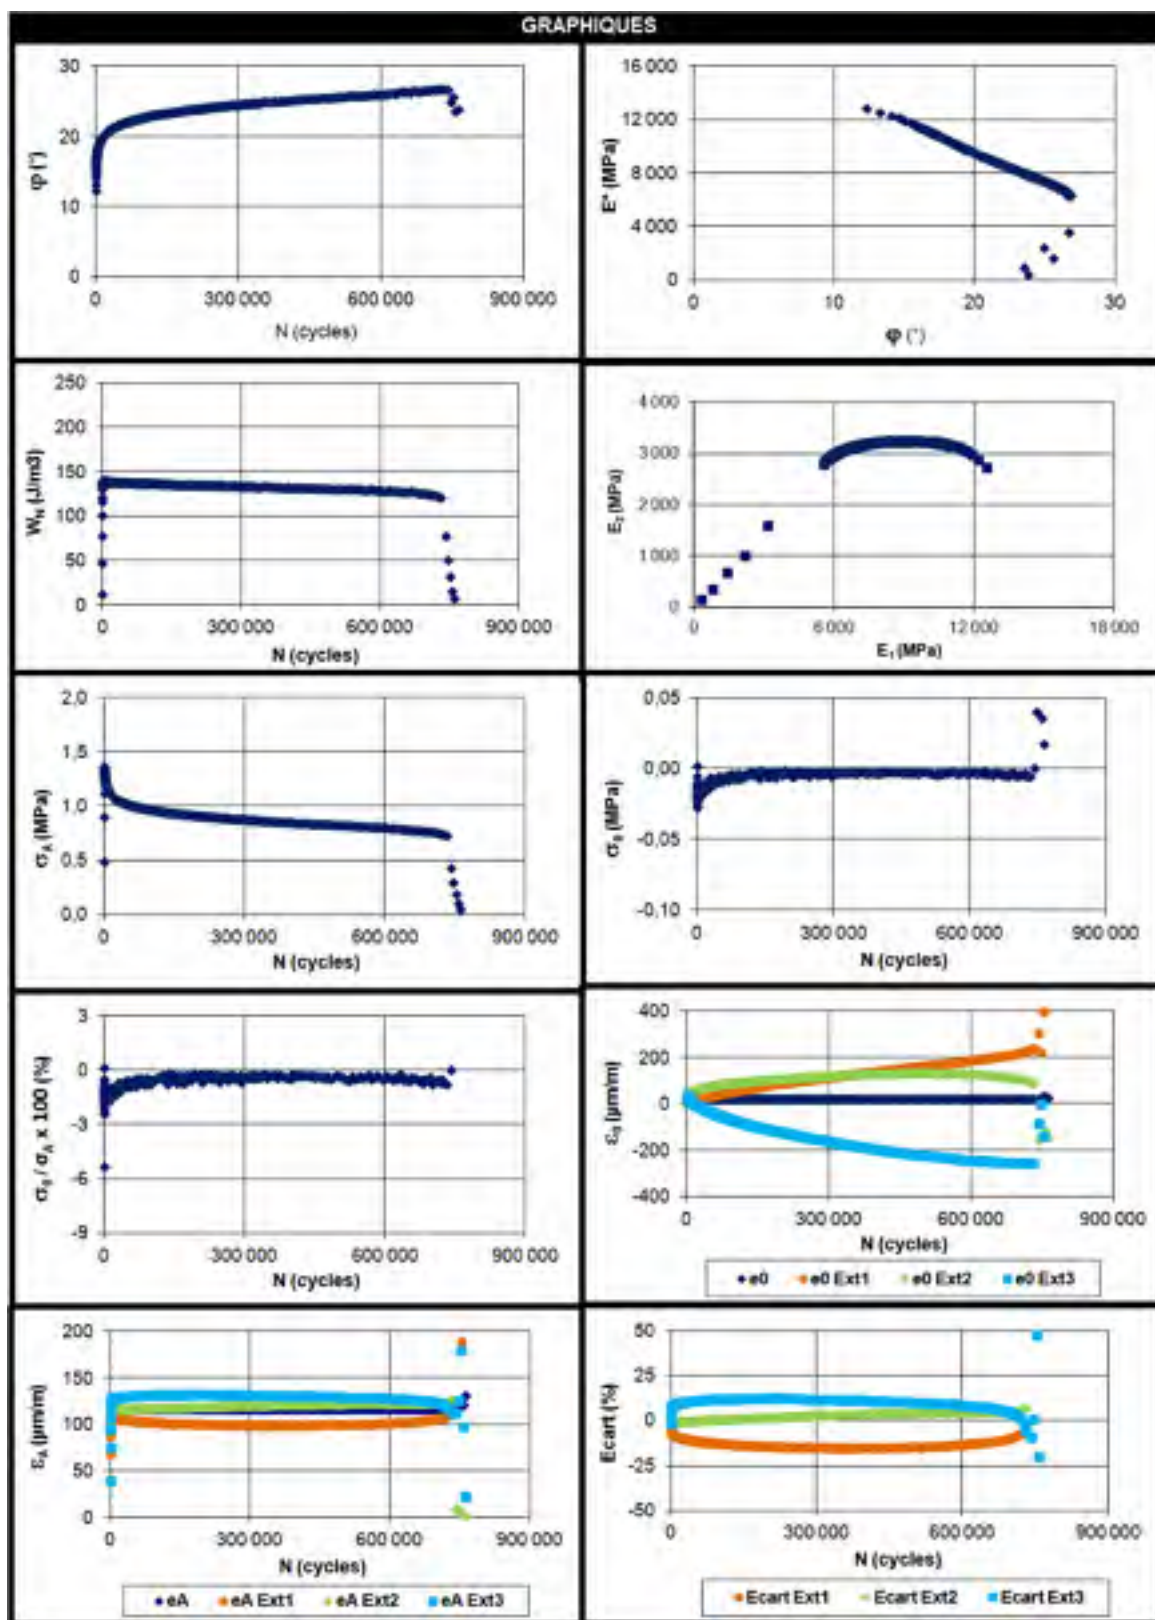 GRAPHIQUES
30
20
10
0
φ (°)
0 300 000 600 000 900 000
N (cycles)
16 000
12 000
8 000
4 000
0
E* (MPa)
0 10 20 30
φ (°)
250
200
150
100
50
0
W_N (J/m3)
0 300 000 600 000 900 000
N (cycles)
4 000
3 000
2 000
1 000
0
E₂ (MPa)
6 000 12 000 18 000
E₁ (MPa)
2,0
1,5
1,0
0,5
0,0
σ_A (MPa)
0 300 000 600 000 900 000
N (cycles)
0,05
0,00
-0,05
-0,10
σ₀ (MPa)
0 300 000 600 000 900 000
N (cycles)
3
0
-3
-6
-9
σ₀ / σ_A x 100 (%)
0 300 000 600 000 900 000
N (cycles)
400
200
0
-200
-400
ε₀ (µm/m)
0 300 000 600 000 900 000
N (cycles)
e0 e0 Ext1 e0 Ext2 e0 Ext3
200
150
100
50
0
ε_A (µm/m)
0 300 000 600 000 900 000
N (cycles)
eA eA Ext1 eA Ext2 eA Ext3
50
25
0
-25
-50
Ecart (%)
0 300 000 600 000 900 000
N (cycles)
Ecart Ext1 Ecart Ext2 Ecart Ext3